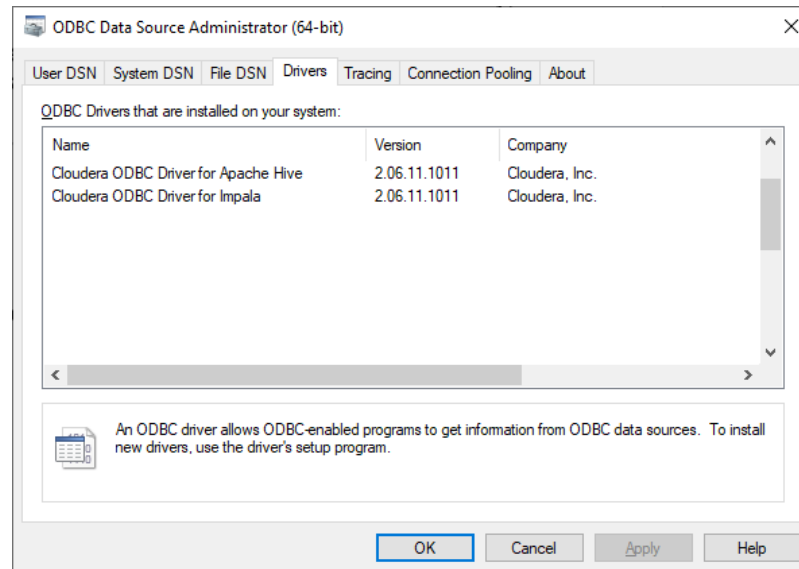 ODBC Data Source Administrator (64-bit)
User DSN System DSN File DSN Drivers Tracing Connection Pooling About
ODBC Drivers that are installed on your system:
Name Version Company
Cloudera ODBC Driver for Apache Hive 2.06.11.1011 Cloudera, Inc.
Cloudera ODBC Driver for Impala 2.06.11.1011 Cloudera, Inc.
An ODBC driver allows ODBC-enabled programs to get information from ODBC data sources. To install
new drivers, use the driver's setup program.
OK Cancel Apply Help